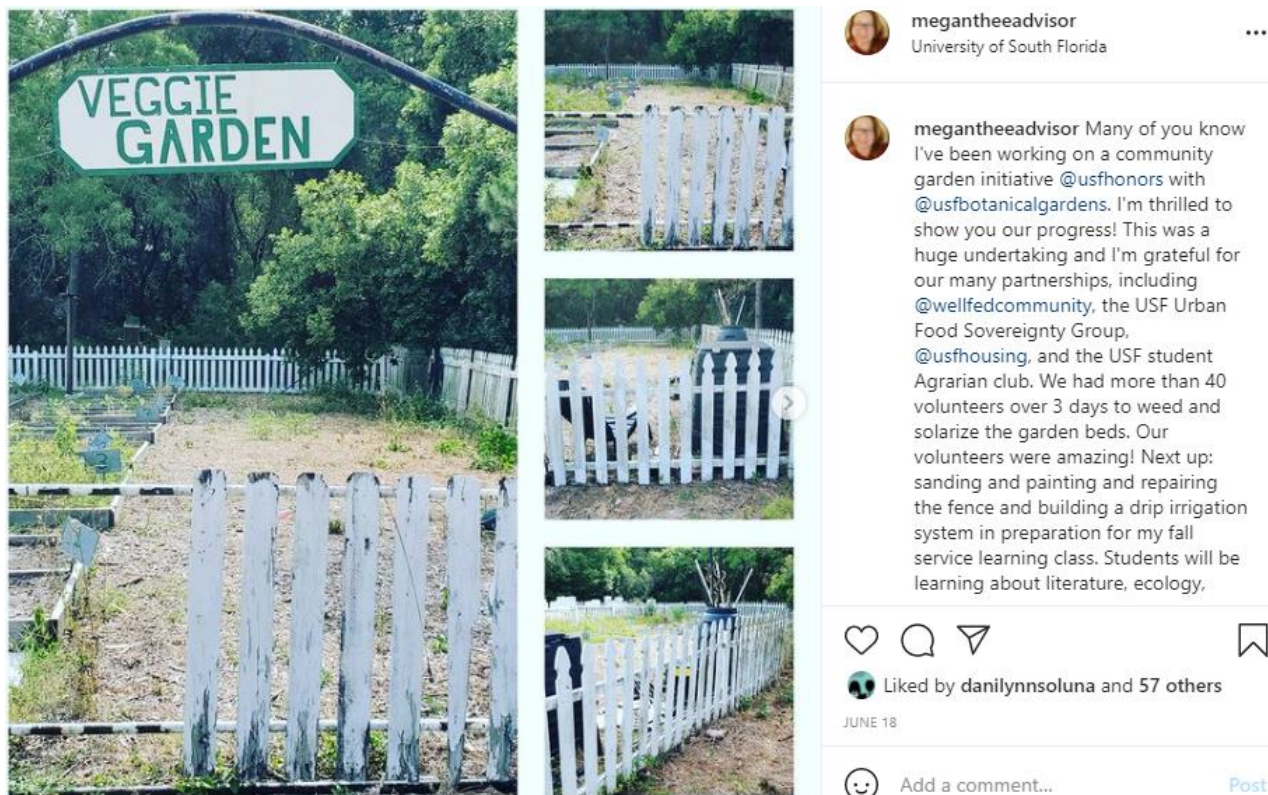 VEGGIE
GARDEN
megantheeadvisor
University of South Florida
megantheeadvisor Many of you know
I've been working on a community
garden initiative @usfhonors with
@usfbotanicalgardens. I'm thrilled to
show you our progress! This was a
huge undertaking and I'm grateful for
our many partnerships, including
@wellfedcommunity, the USF Urban
Food Sovereignty Group,
@usfhousing, and the USF student
Agrarian club. We had more than 40
volunteers over 3 days to weed and
solarize the garden beds. Our
volunteers were amazing! Next up:
sanding and painting and repairing
the fence and building a drip irrigation
system in preparation for my fall
service learning class. Students will be
learning about literature, ecology,
Liked by danilynnsoluna and 57 others
JUNE 18
Add a comment...
Post